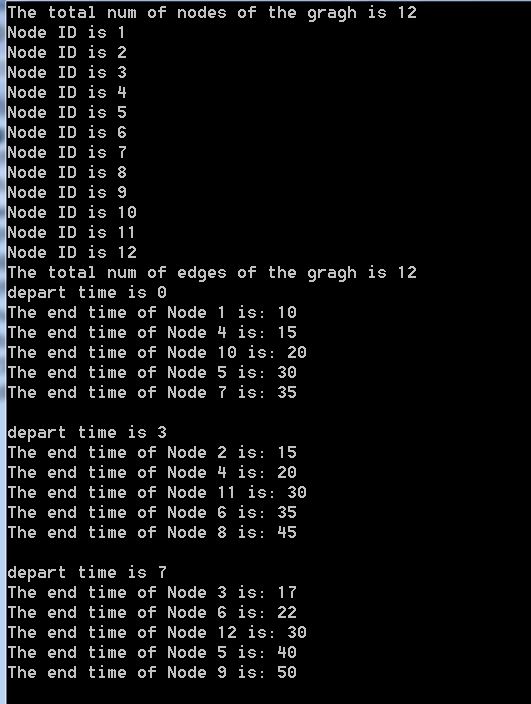 The total num of nodes of the gragh is 12
Node ID is 1
Node ID is 2
Node ID is 3
Node ID is 4
Node ID is 5
Node ID is 6
Node ID is 7
Node ID is 8
Node ID is 9
Node ID is 10
Node ID is 11
Node ID is 12
The total num of edges of the gragh is 12
depart time is 0
The end time of Node 1 is: 10
The end time of Node 4 is: 15
The end time of Node 10 is: 20
The end time of Node 5 is: 30
The end time of Node 7 is: 35
depart time is 3
The end time of Node 2 is: 15
The end time of Node 4 is: 20
The end time of Node 11 is: 30
The end time of Node 6 is: 35
The end time of Node 8 is: 45
depart time is 7
The end time of Node 3 is: 17
The end time of Node 6 is: 22
The end time of Node 12 is: 30
The end time of Node 5 is: 40
The end time of Node 9 is: 50